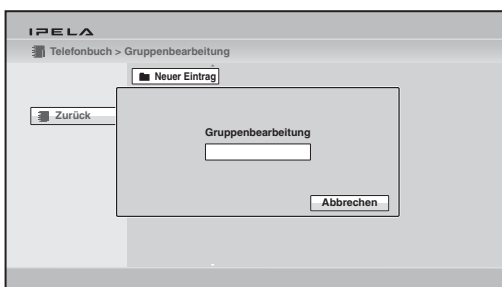 IPELA
Telefonbuch > Gruppenbearbeitung
Neuer Eintrag
Zurück
Gruppenbearbeitung
Abbrechen